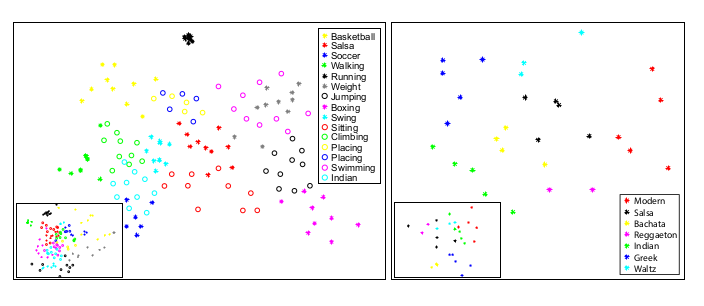 Basketball
Salsa
Soccer
Walking
Running
Weight
Jumping
Boxing
Swing
Sitting
Climbing
Placing
Placing
Swimming
Indian
Modern
Salsa
Bachata
Reggaeton
Indian
Greek
Waltz